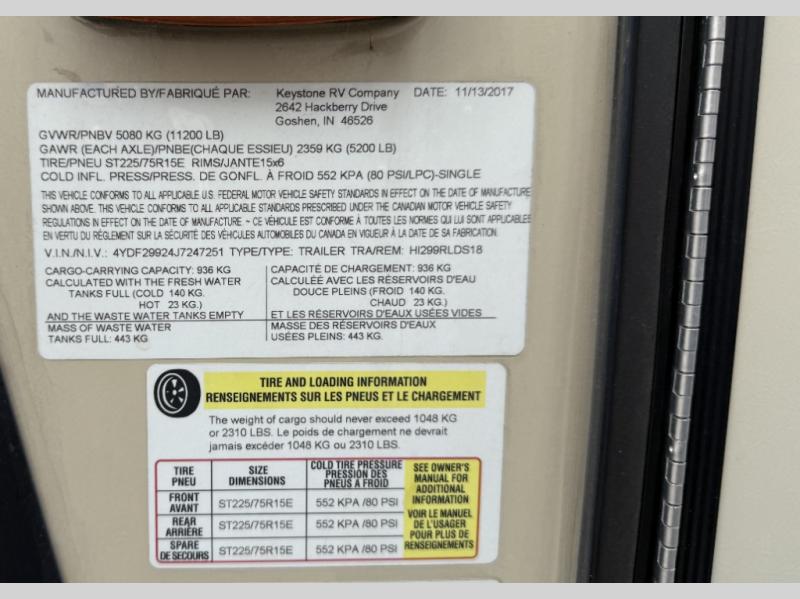 MANUFACTURED BY/FABRIQUÉ PAR: Keystone RV Company DATE: 11/13/2017
2642 Hackberry Drive
Goshen, IN 46526
GVWR/PNBV 5080 KG (11200 LB)
GAWR (EACH AXLE)/PNBE(CHAQUE ESSIEU) 2359 KG (5200 LB)
TIRE/PNEU ST225/75R15E RIMS/JANTE15x6
COLD INFL. PRESS/PRESS. DE GONFL. À FROID 552 KPA (80 PSI/LPC)-SINGLE
THIS VEHICLE CONFORMS TO ALL APPLICABLE U.S. FEDERAL MOTOR VEHICLE SAFETY STANDARDS IN EFFECT ON THE DATE OF MANUFACTURE
SHOWN ABOVE. THIS VEHICLE CONFORMS TO ALL APPLICABLE STANDARDS PRESCRIBED UNDER THE CANADIAN MOTOR VEHICLE SAFETY
REGULATIONS IN EFFECT ON THE DATE OF MANUFACTURE ~ CE VÉHICULE EST CONFORME À TOUTES LES NORMES QUI LUI SONT APPLICABLES
EN VERTU DU RÉGLEMENT SUR LA SÉCURITÉ DES VÉHICULES AUTOMOBILES DU CANADA EN VIGUEUR À LA DATE DE SA FABRICATION.
V.I.N./N.I.V.: 4YDF29924J7247251 TYPE/TYPE: TRAILER TRA/REM: HI299RLDS18
CARGO-CARRYING CAPACITY: 936 KG
CALCULATED WITH THE FRESH WATER
TANKS FULL (COLD 140 KG.
HOT 23 KG.)
AND THE WASTE WATER TANKS EMPTY
MASS OF WASTE WATER
TANKS FULL: 443 KG
CAPACITÉ DE CHARGEMENT: 936 KG
CALCULÉE AVEC LES RÉSERVOIRS D'EAU
DOUCE PLEINS (FROID 140 KG.
CHAUD 23 KG.)
ET LES RÉSERVOIRS D'EAUX USÉES VIDES
MASSE DES RÉSERVOIRS D'EAUX
USÉES PLEINS: 443 KG
TIRE AND LOADING INFORMATION
RENSEIGNEMENTS SUR LES PNEUS ET LE CHARGEMENT
The weight of cargo should never exceed 1048 KG
or 2310 LBS. Le poids de chargement ne devrait
jamais excéder 1048 KG ou 2310 LBS.
TIRE
PNEU
SIZE
DIMENSIONS
COLD TIRE PRESSURE
PRESSION DES
PNEUS A FROID
FRONT
AVANT
ST225/75R15E
552 KPA /80 PSI
REAR
ARRIÈRE
ST225/75R15E
552 KPA /80 PSI
SPARE
DE SECOURS
ST225/75R15E
552 KPA /80 PSI
SEE OWNER'S
MANUAL FOR
ADDITIONAL
INFORMATION
VOIR LE MANUEL
DE L'USAGER
POUR PLUS DE
RENSEIGNEMENTS